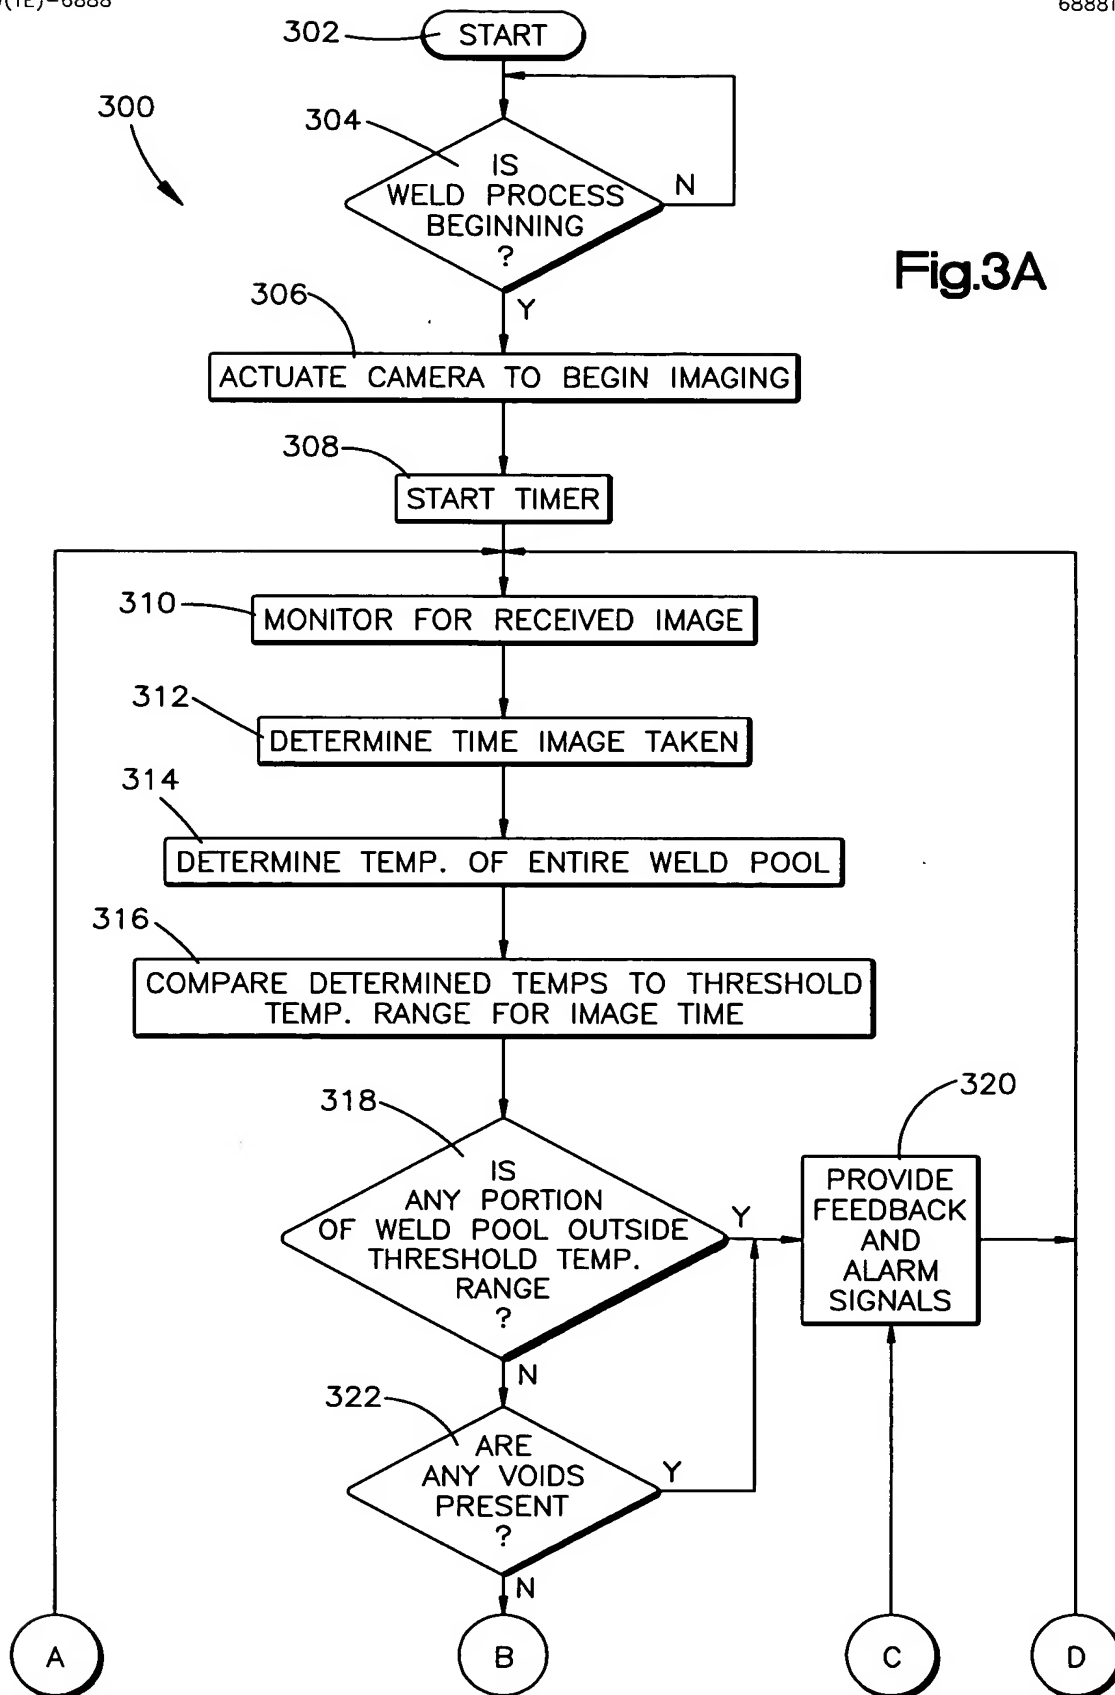 302
START
300
304
IS
WELD PROCESS
BEGINNING
?
N
Fig.3A
Y
306
ACTUATE CAMERA TO BEGIN IMAGING
308
START TIMER
310
MONITOR FOR RECEIVED IMAGE
312
DETERMINE TIME IMAGE TAKEN
314
DETERMINE TEMP. OF ENTIRE WELD POOL
316
COMPARE DETERMINED TEMPS TO THRESHOLD
TEMP. RANGE FOR IMAGE TIME
318
IS
ANY PORTION
OF WELD POOL OUTSIDE
THRESHOLD TEMP.
RANGE
?
Y
320
PROVIDE
FEEDBACK
AND
ALARM
SIGNALS
N
322
ARE
ANY VOIDS
PRESENT
?
Y
N
A
B
C
D